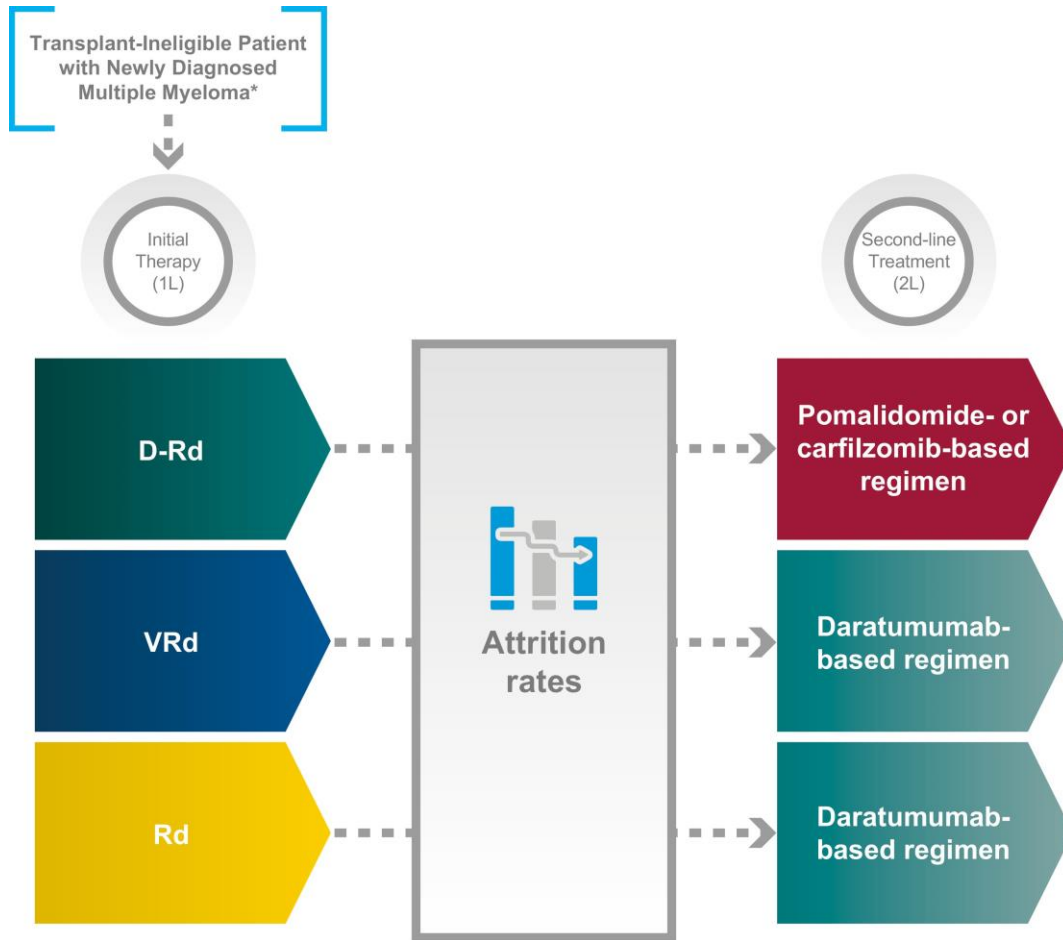 Transplant-Ineligible Patient
with Newly Diagnosed
Multiple Myeloma*
Initial
Therapy
(1L)
Second-line
Treatment
(2L)
D-Rd
Pomalidomide- or
carfilzomib-based
regimen
VRd
Attrition
rates
Daratumumab-
based regimen
Rd
Daratumumab-
based regimen